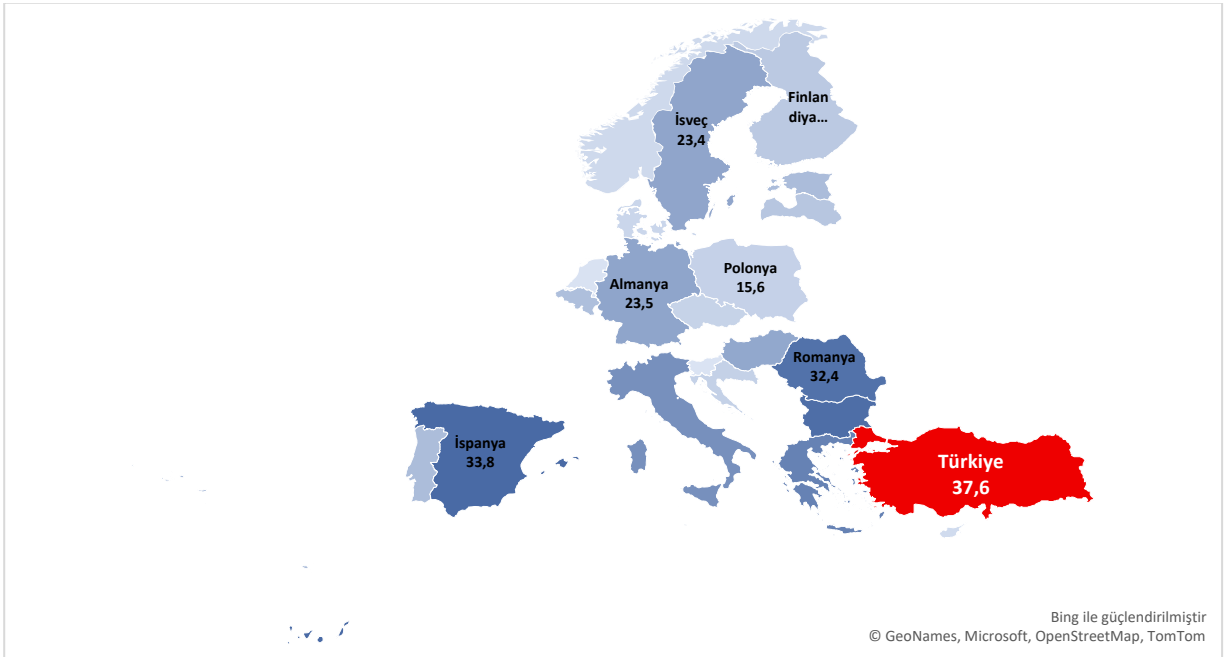 Finlan
diya…
İsveç
23,4
Polonya
15,6
Almanya
23,5
Romanya
32,4
İspanya
33,8
Türkiye
37,6
Bing ile güçlendirilmiştir
© GeoNames, Microsoft, OpenStreetMap, TomTom